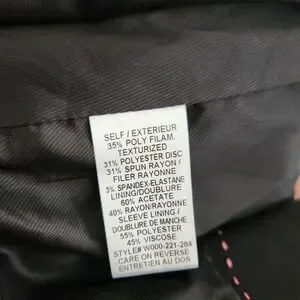 SELF / EXTERIEUR
35% POLY FILAM.
TEXTURIZED
31% POLYESTER DISC
31% SPUN RAYON /
FILER RAYONNE
3% SPANDEX-ELASTANE
LINING/DOUBLURE
60% ACETATE
40% RAYON/RAYONNE
SLEEVE LINING /
DOUBLURE DE MANCHE
55% POLYESTER
45% VISCOSE
STYLE# W000-221-284
CARE ON REVERSE
ENTRETIEN AU DOS